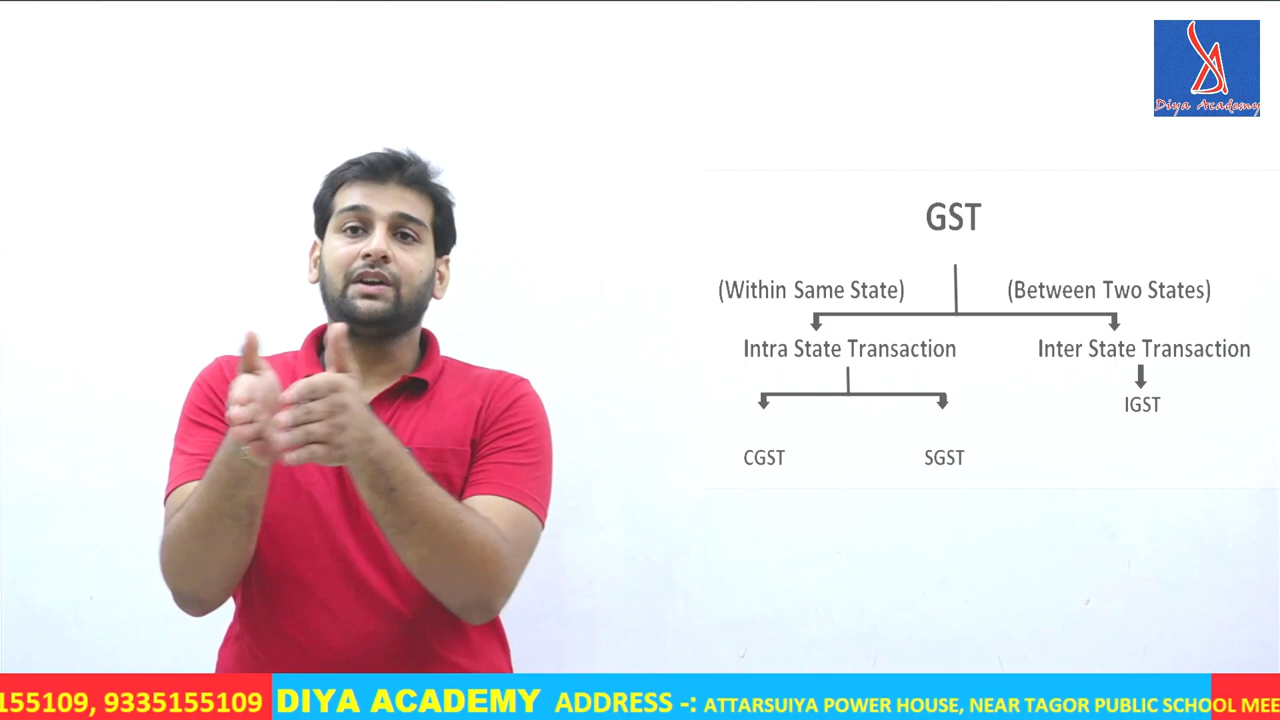 Diya Academy
GST
(Within Same State) (Between Two States)
Intra State Transaction Inter State Transaction
IGST
CGST SGST
155109, 9335155109 DIYA ACADEMY ADDRESS -: ATTARSUIYA POWER HOUSE, NEAR TAGOR PUBLIC SCHOOL MEE